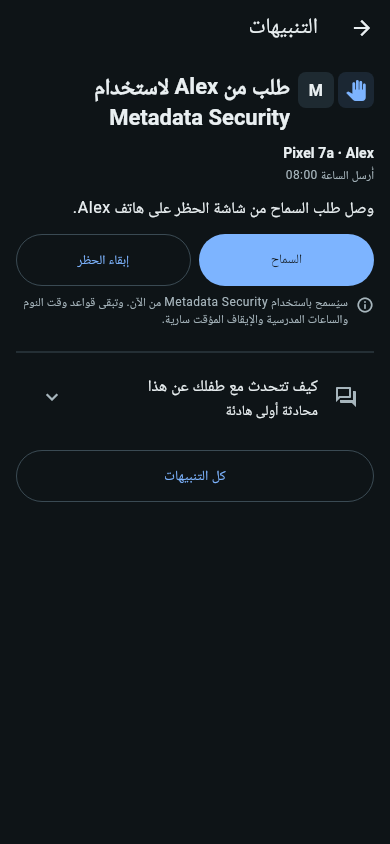 التنبيهات
M
طلب من Alex لاستخدام
Metadata Security
Pixel 7a · Alex
أُرسل الساعة 08:00
وصل طلب السماح من شاشة الحظر على هاتف Alex.
السماح
إبقاء الحظر
سيُسمح باستخدام Metadata Security من الآن. وتبقى قواعد وقت النوم
والساعات المدرسية والإيقاف المؤقت سارية.
كيف تتحدث مع طفلك عن هذا
محادثة أولى هادئة
كل التنبيهات